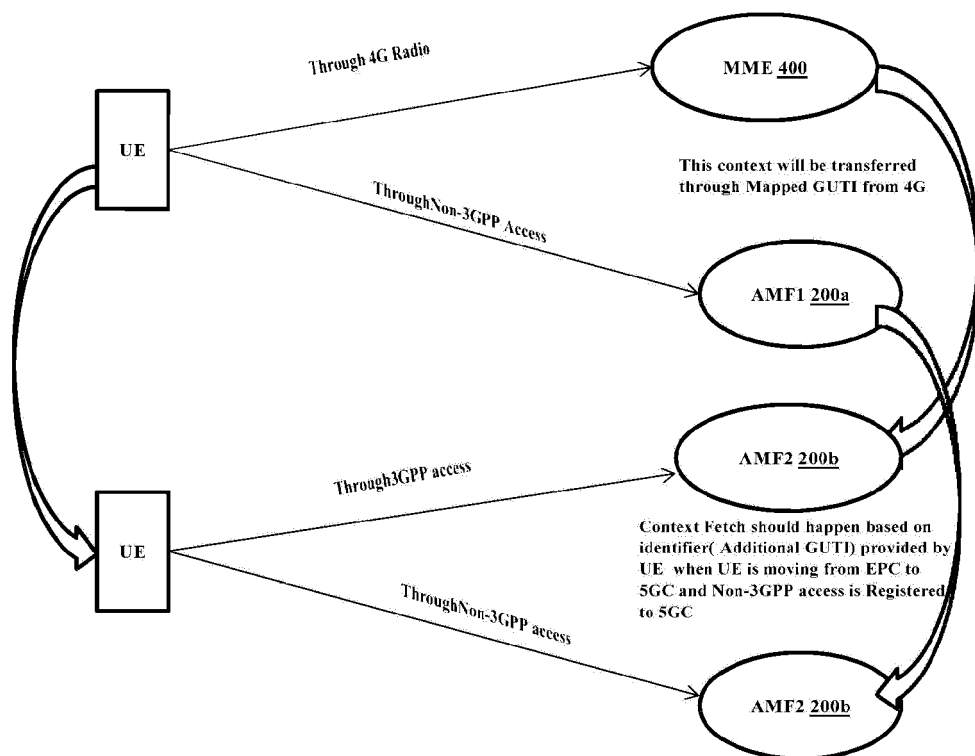 Through 4G Radio
MME 400
UE
This context will be transferred
through Mapped GUTI from 4G
ThroughNon-3GPP Access
AMF1 200a
AMF2 200b
Through3GPP access
UE
Context Fetch should happen based on
identifier( Additional GUTI) provided by
UE when UE is moving from EPC to
5GC and Non-3GPP access is Registered
to 5GC
ThroughNon-3GPP access
AMF2 200b